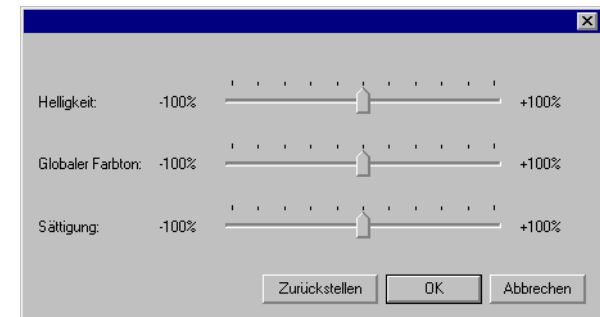 Helligkeit: -100% +100%
Globaler Farbton: -100% +100%
Sättigung: -100% +100%
Zurückstellen OK Abbrechen